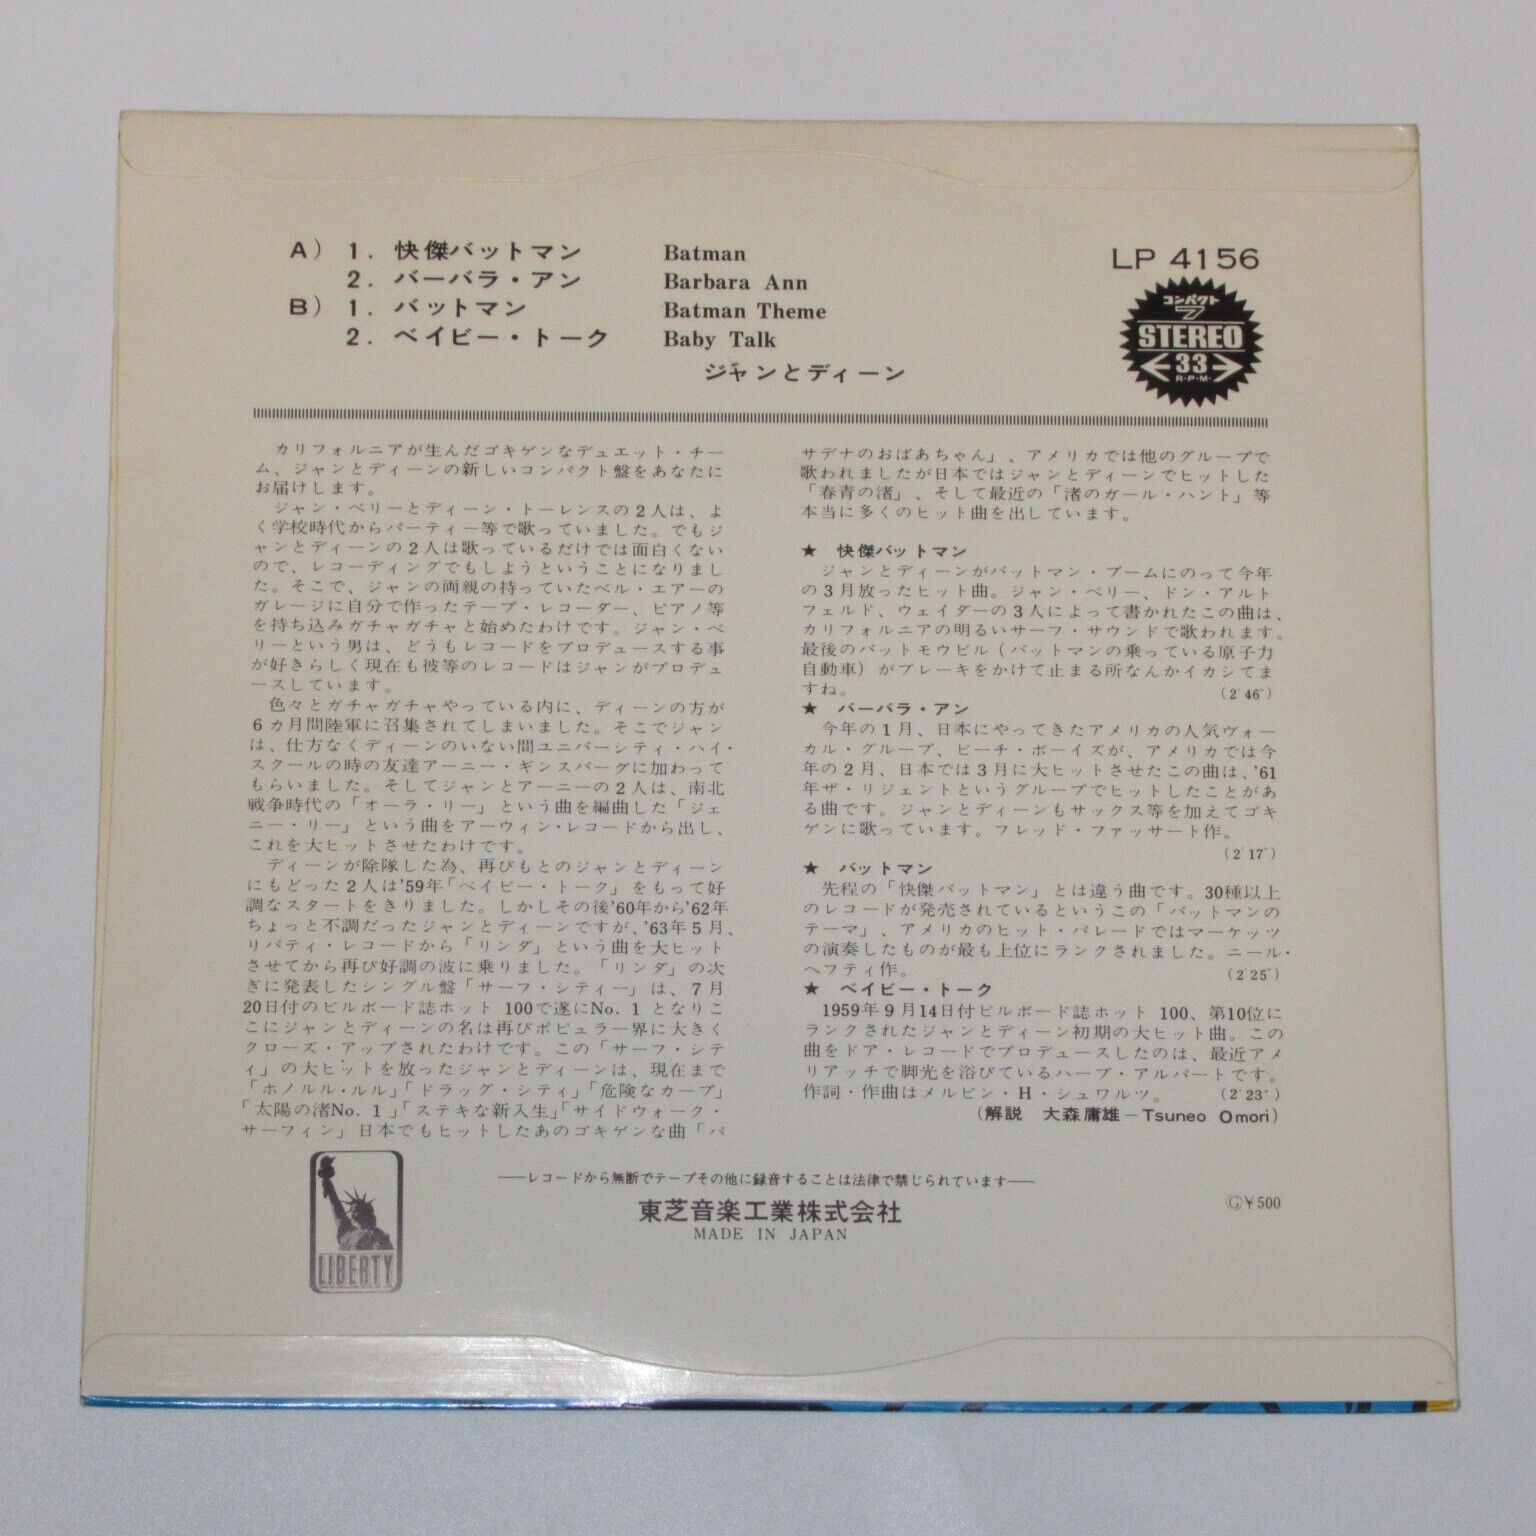 A) 1. 快傑バットマン Batman
2. バーバラ・アン Barbara Ann
B) 1. バットマン Batman Theme
2. ベイビー・トーク Baby Talk
ジャンとディーン
LP 4156
コンパクト
7
STEREO
33
R・P・M・
カリフォルニアが生んだゴキゲンなデュエット・チー
ム、ジャンとディーンの新しいコンパクト盤をあなたに
お届けします。
ジャン・ベリーとディーン・トーレンスの2人は、よ
く学校時代からパーティー等で歌っていました。でもジ
ャンとディーンの2人は歌っているだけでは面白くない
ので、レコーディングでもしようということになりまし
た。そこで、ジャンの両親の持っていたベル・エアーの
ガレージに自分で作ったテープ・レコーダー、ピアノ等
を持ち込みガチャガチャと始めたわけです。ジャン・ベ
リーという男は、どうもレコードをプロデュースする事
が好きらしく現在も彼等のレコードはジャンがプロデュ
ースしています。
色々とガチャガチャやっている内に、ディーンの方が
6カ月間陸軍に召集されてしまいました。そこでジャン
は、仕方なくディーンのいない間ユニバーシティ・ハイ・
スクールの時の友達アーニー・ギンスバーグに加わって
もらいました。そしてジャンとアーニーの2人は、南北
戦争時代の「オーラ・リー」という曲を編曲した「ジェ
ニー・リー」という曲をアーウィン・レコードから出し、
これを大ヒットさせたわけです。
ディーンが除隊した為、再びもとのジャンとディーン
にもどった2人は'59年「ベイビー・トーク」をもって好
調なスタートをきりました。しかしその後'60年から'62年
ちょっと不調だったジャンとディーンですが、'63年5月、
リバティ・レコードから「リンダ」という曲を大ヒット
させてから再び好調の波に乗りました。「リンダ」の次
ぎに発表したシングル盤「サーフ・シティー」は、7月
20日付のビルボード誌ホット 100で遂にNo. 1 となりこ
こにジャンとディーンの名は再びポピュラー界に大きく
クローズ・アップされたわけです。この「サーフ・シテ
ィ」の大ヒットを放ったジャンとディーンは、現在まで
「ホノルル・ルル」「ドラッグ・シティ」「危険なカーブ」
「太陽の渚No. 1」「ステキな新入生」「サイドウォーク・
サーフィン」日本でもヒットしたあのゴキゲンな曲「パ
サデナのおばあちゃん」、アメリカでは他のグループで
歌われましたが日本ではジャンとディーンでヒットした
「春青の渚」、そして最近の「渚のガール・ハント」等
本当に多くのヒット曲を出しています。
★ 快傑バットマン
ジャンとディーンがバットマン・ブームにのって今年
の3月放ったヒット曲。ジャン・ベリー、ドン・アルト
フェルド、ウェイダーの3人によって書かれたこの曲は、
カリフォルニアの明るいサーフ・サウンドで歌われます。
最後のバットモウビル（バットマンの乗っている原子力
自動車）がブレーキをかけて止まる所なんかイカシてま
すね。 (2'46")
★ バーバラ・アン
今年の1月、日本にやってきたアメリカの人気ヴォー
カル・グループ、ビーチ・ボーイズが、アメリカでは今
年の2月、日本では3月に大ヒットさせたこの曲は、'61
年ザ・リジェントというグループでヒットしたことがあ
る曲です。ジャンとディーンもサックス等を加えてゴキ
ゲンに歌っています。フレッド・ファッサート作。
(2'17")
★ バットマン
先程の「快傑バットマン」とは違う曲です。30種以上
のレコードが発売されているというこの「バットマンの
テーマ」、アメリカのヒット・パレードではマーケッツ
の演奏したものが最も上位にランクされました。ニール・
ヘフティ作。 (2'25")
★ ベイビー・トーク
1959年9月14日付ビルボード誌ホット 100、第10位に
ランクされたジャンとディーン初期の大ヒット曲。この
曲をドア・レコードでプロデュースしたのは、最近アメ
リアッチで脚光を浴びているハーブ・アルパートです。
作詞・作曲はメルビン・H・シュワルツ。 (2'23")
(解説 大森庸雄－Tsuneo Omori)
──レコードから無断でテープその他に録音することは法律で禁じられています──
東芝音楽工業株式会社
MADE IN JAPAN
Ⓖ¥500
LIBERTY